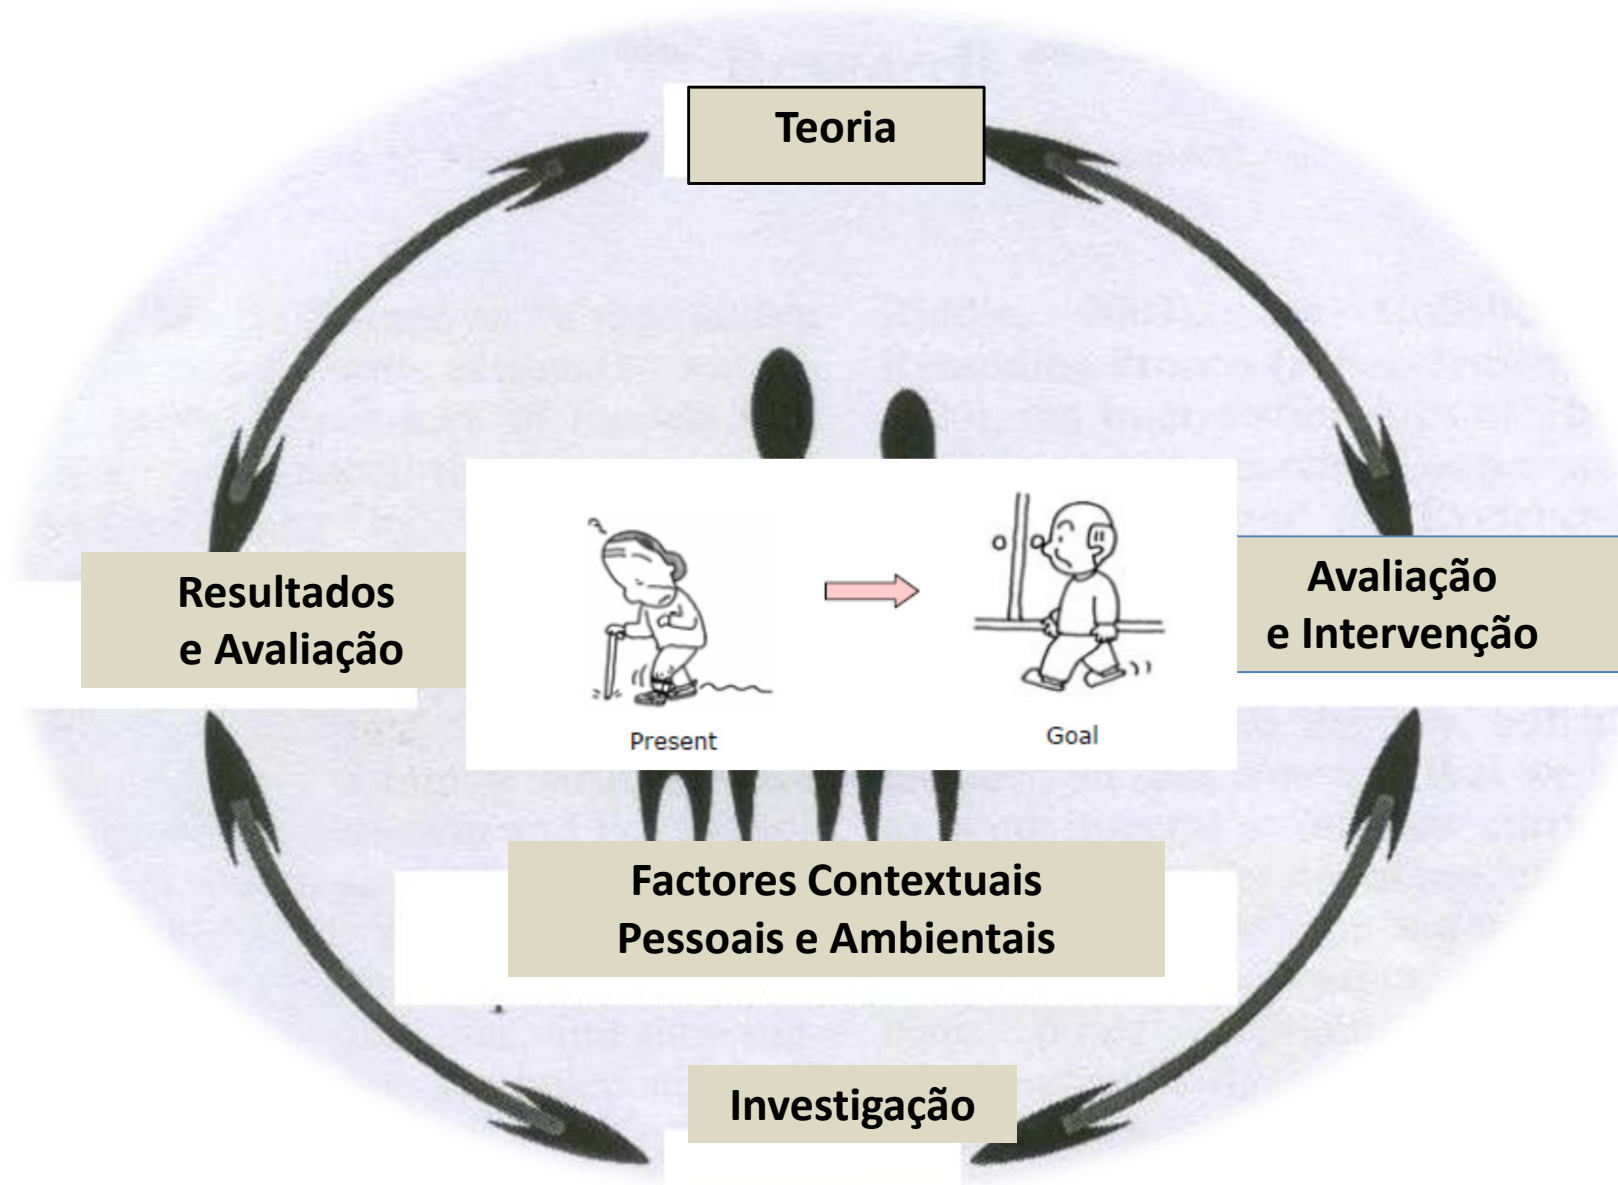 Teoria
Resultados
e Avaliação
Avaliação
e Intervenção
Present
Goal
Factores Contextuais
Pessoais e Ambientais
Investigação